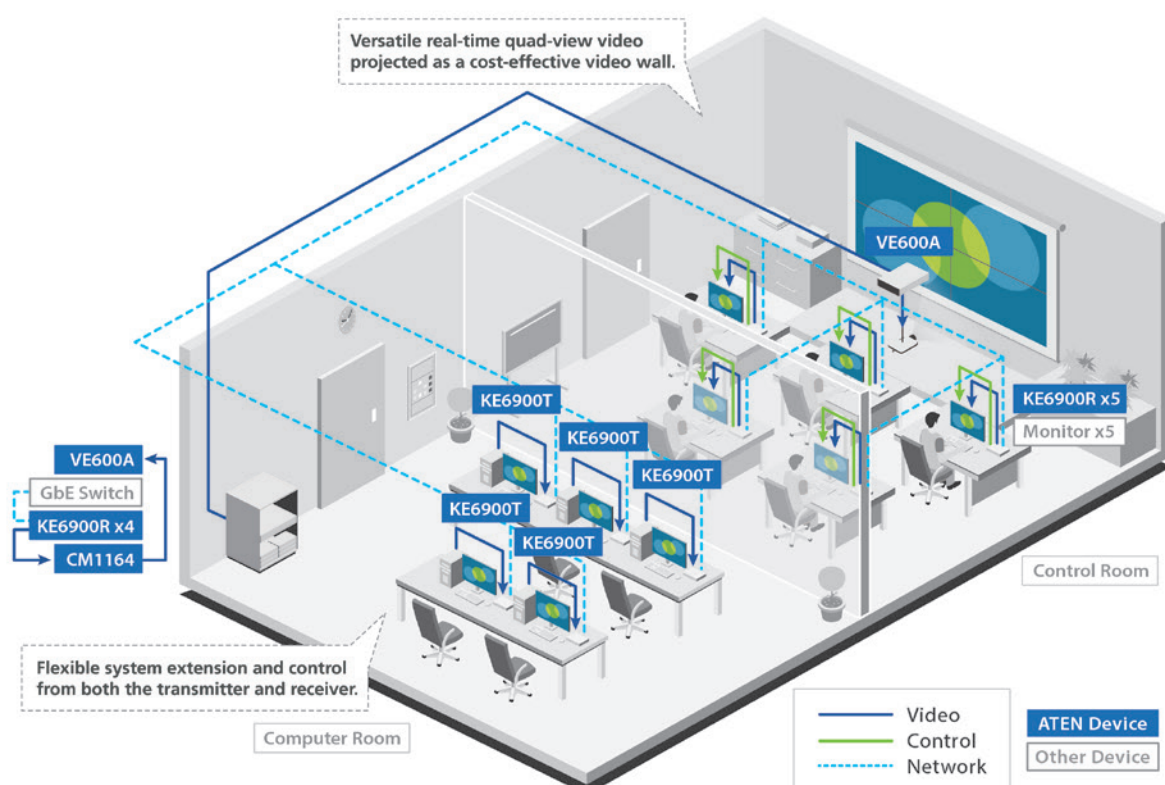 Versatile real-time quad-view video
projected as a cost-effective video wall.
VE600A
KE6900T
KE6900T
KE6900T
KE6900T
KE6900T
KE6900R x5
Monitor x5
VE600A
GbE Switch
KE6900R x4
CM1164
Control Room
Flexible system extension and control
from both the transmitter and receiver.
Computer Room
Video
Control
Network
ATEN Device
Other Device